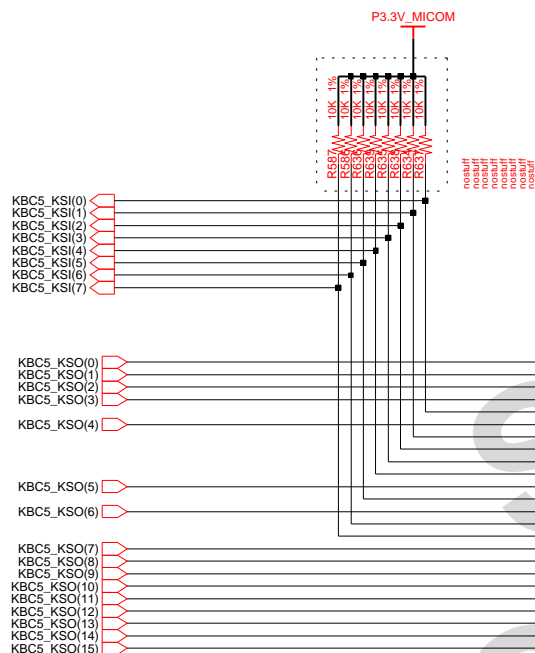 P3.3V_MICOM
10K 1%
10K 1%
10K 1%
10K 1%
10K 1%
10K 1%
10K 1%
10K 1%
R587
R586
R636
R639
R635
R638
R634
R637
nostuff
nostuff
nostuff
nostuff
nostuff
nostuff
nostuff
nostuff
KBC5_KSI(0)
KBC5_KSI(1)
KBC5_KSI(2)
KBC5_KSI(3)
KBC5_KSI(4)
KBC5_KSI(5)
KBC5_KSI(6)
KBC5_KSI(7)
KBC5_KSO(0)
KBC5_KSO(1)
KBC5_KSO(2)
KBC5_KSO(3)
KBC5_KSO(4)
KBC5_KSO(5)
KBC5_KSO(6)
KBC5_KSO(7)
KBC5_KSO(8)
KBC5_KSO(9)
KBC5_KSO(10)
KBC5_KSO(11)
KBC5_KSO(12)
KBC5_KSO(13)
KBC5_KSO(14)
KBC5_KSO(15)